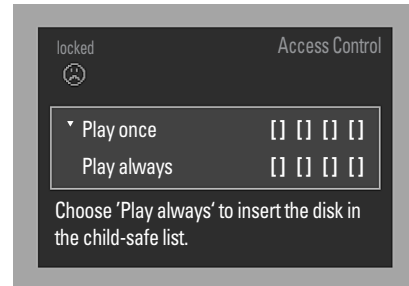 locked Access Control
Play once [] [] [] []
Play always [] [] [] []
Choose 'Play always' to insert the disk in
the child-safe list.